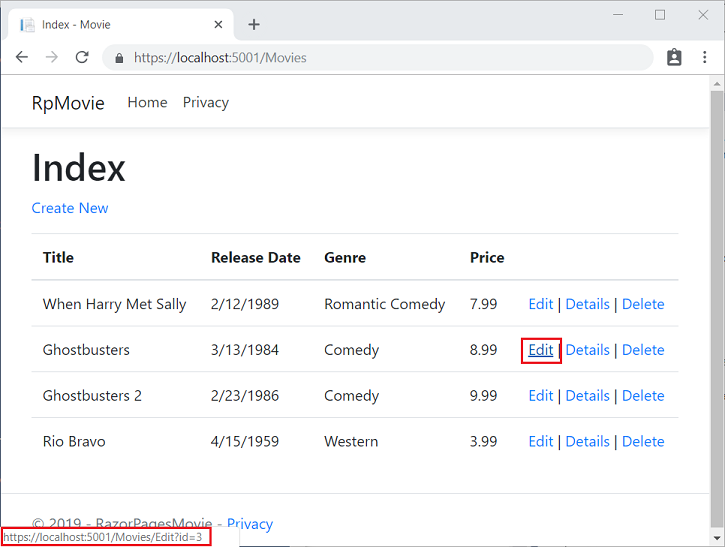 Index - Movie
https://localhost:5001/Movies
RpMovie Home Privacy
Index
Create New
Title Release Date Genre Price
When Harry Met Sally 2/12/1989 Romantic Comedy 7.99 Edit | Details | Delete
Ghostbusters 3/13/1984 Comedy 8.99 Edit | Details | Delete
Ghostbusters 2 2/23/1986 Comedy 9.99 Edit | Details | Delete
Rio Bravo 4/15/1959 Western 3.99 Edit | Details | Delete
© 2019 - RazorPagesMovie - Privacy
https://localhost:5001/Movies/Edit?id=3